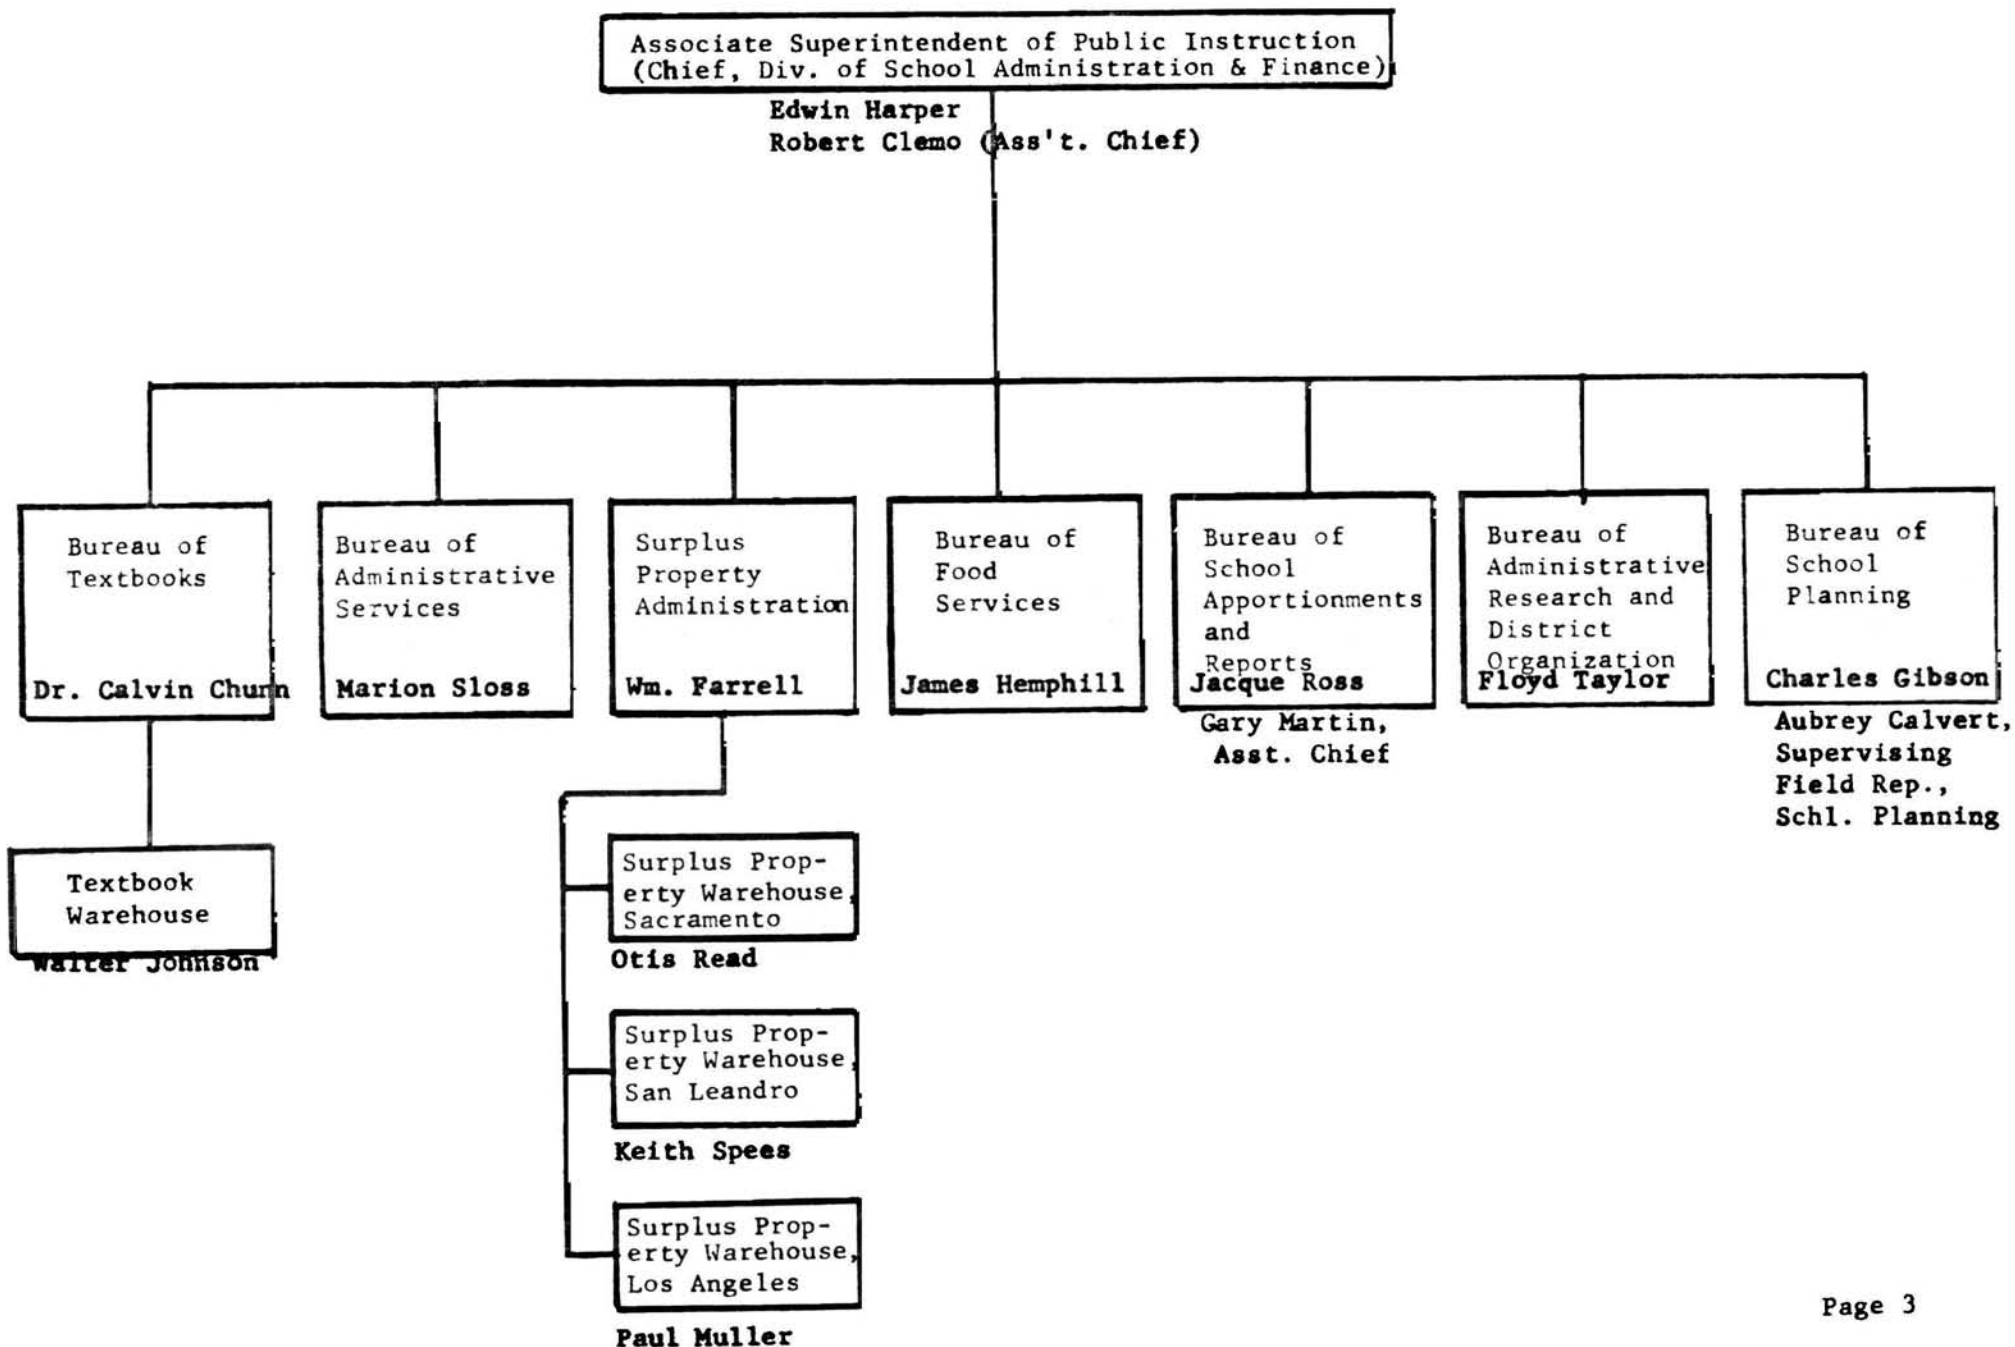 Associate Superintendent of Public Instruction
(Chief, Div. of School Administration & Finance)
Edwin Harper
Robert Clemo (Ass't. Chief)
Bureau of
Textbooks
Dr. Calvin Chunn
Bureau of
Administrative
Services
Marion Sloss
Surplus
Property
Administration
Wm. Farrell
Bureau of
Food
Services
James Hemphill
Bureau of
School
Apportionments
and
Reports
Jacque Ross
Gary Martin,
Asst. Chief
Bureau of
Administrative
Research and
District
Organization
Floyd Taylor
Bureau of
School
Planning
Charles Gibson
Aubrey Calvert,
Supervising
Field Rep.,
Schl. Planning
Textbook
Warehouse
Walter Johnson
Surplus Prop-
erty Warehouse,
Sacramento
Otis Read
Surplus Prop-
erty Warehouse,
San Leandro
Keith Spees
Surplus Prop-
erty Warehouse,
Los Angeles
Paul Muller
Page 3